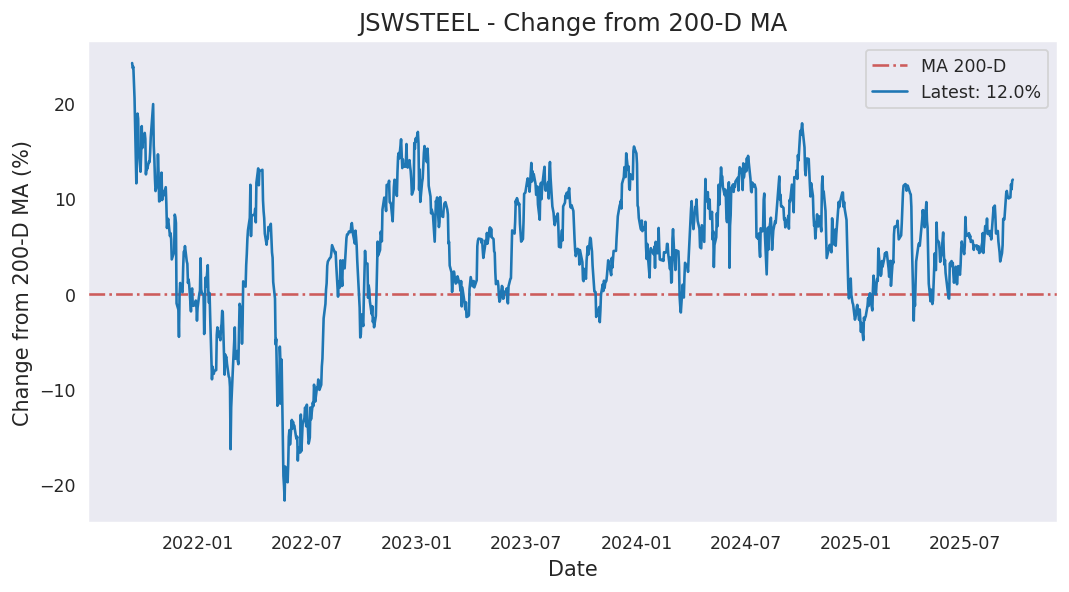 JSWSTEEL - Change from 200-D MA
MA 200-D
Latest: 12.0%
Change from 200-D MA (%)
20
10
0
−10
−20
2022-01 2022-07 2023-01 2023-07 2024-01 2024-07 2025-01 2025-07
Date